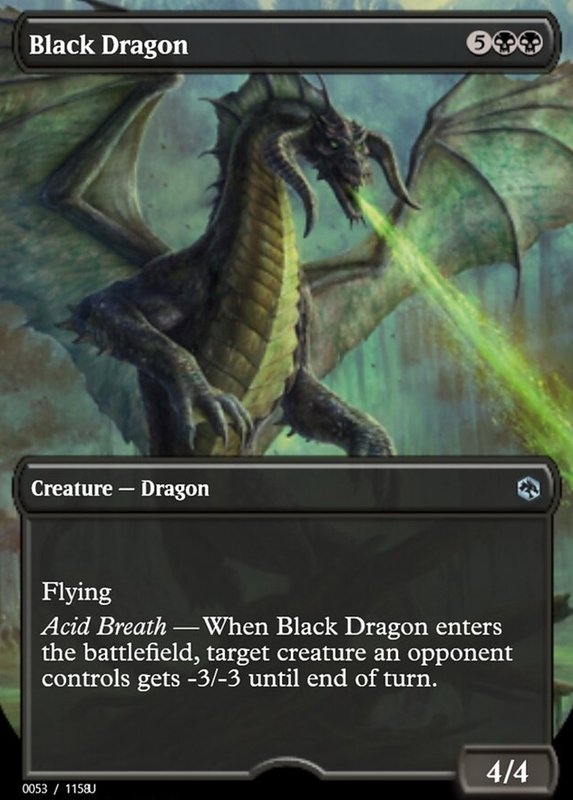 Black Dragon 5
Creature — Dragon
Flying
Acid Breath — When Black Dragon enters
the battlefield, target creature an opponent
controls gets -3/-3 until end of turn.
4/4
0053 / 1158U